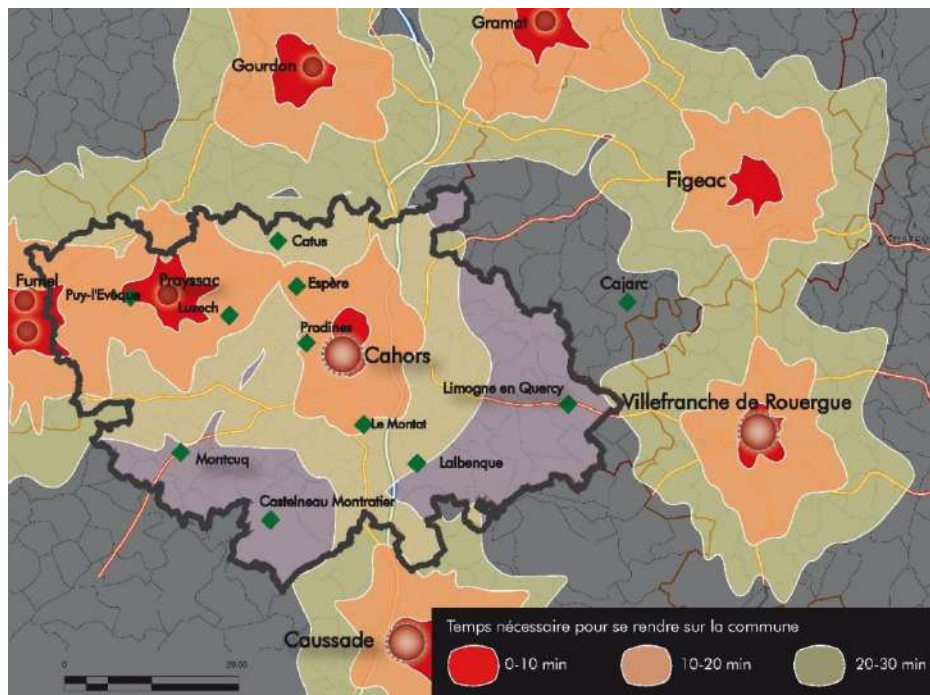 Gramat
Gourdon
Figeac
Catus
Fumel
Prayssac
Espère
Cajarc
Puy-l'Evêque
Luzech
Pradines
Cahors
Limogne en Quercy
Villefranche de Rouergue
Le Montat
Montcuq
Lalbenque
Castelneau Montratier
Caussade
Temps nécessaire pour se rendre sur la commune
0-10 min
10-20 min
20-30 min
0
20.00